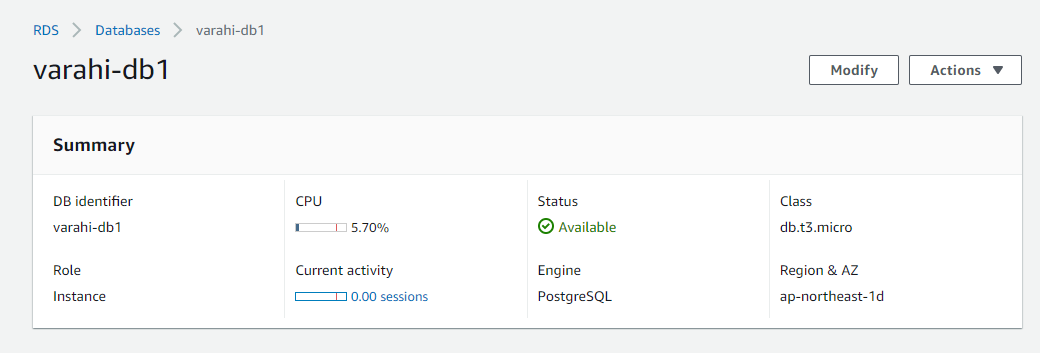 RDS > Databases > varahi-db1
varahi-db1
Modify
Actions
Summary
DB identifier
varahi-db1
CPU
5.70%
Status
Available
Class
db.t3.micro
Role
Instance
Current activity
0.00 sessions
Engine
PostgreSQL
Region & AZ
ap-northeast-1d